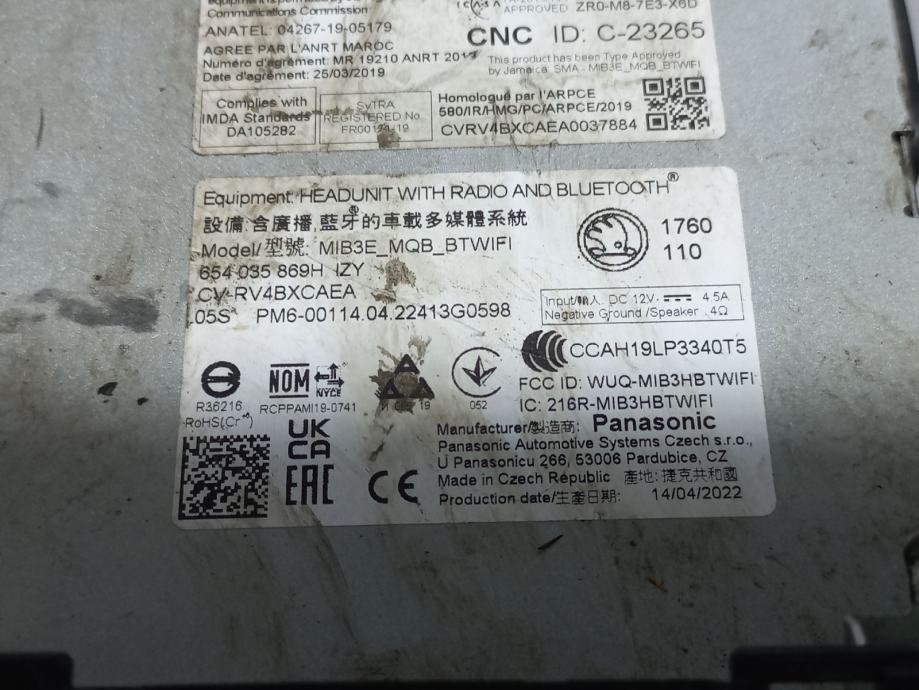 Communications Commission
ANATEL: 04267-19-05179
AGREE PAR L'ANRT MAROC
Numéro d'agrément: MR 19210 ANRT 2019
Date d'agrément: 25/03/2019
Complies with
IMDA Standards
DA105282
SyTRA
REGISTERED No
APPROVED ZRO-M8-7E3-X6D
CNC ID: C-23265
This product has been Type Approved
by Jamaica SMA - MIB3E_MQB_BTWIFI
Homologué par l'ARPCE
580/IR/HMG/PC/ARPCE/2019
CVRV4BXCAEA0037884
Equipment: HEADUNIT WITH RADIO AND BLUETOOTH®
設備:含廣播,藍牙®的車載多媒體系統
Model/型號: MIB3E_MQB_BTWIFI
654 035 869H IZY
CV-RV4BXCAEA
05S* PM6-00114.04.22413G0598
1760
110
Input/輸入 DC 12V 4.5A
Negative Ground /Speaker 4Ω
CCAH19LP3340T5
FCC ID: WUQ-MIB3HBTWIFI
IC: 216R-MIB3HBTWIFI
R36216
RoHS(Cr⁺⁶)
NOM
NYCE
RCPPAMI19-0741
19
052
UK
CA
EAC
CE
Manufacturer/製造商: Panasonic
Panasonic Automotive Systems Czech s.r.o.,
U Panasonicu 266, 53006 Pardubice, CZ
Made in Czech Republic 產地: 捷克共和國
Production date/生產日期: 14/04/2022